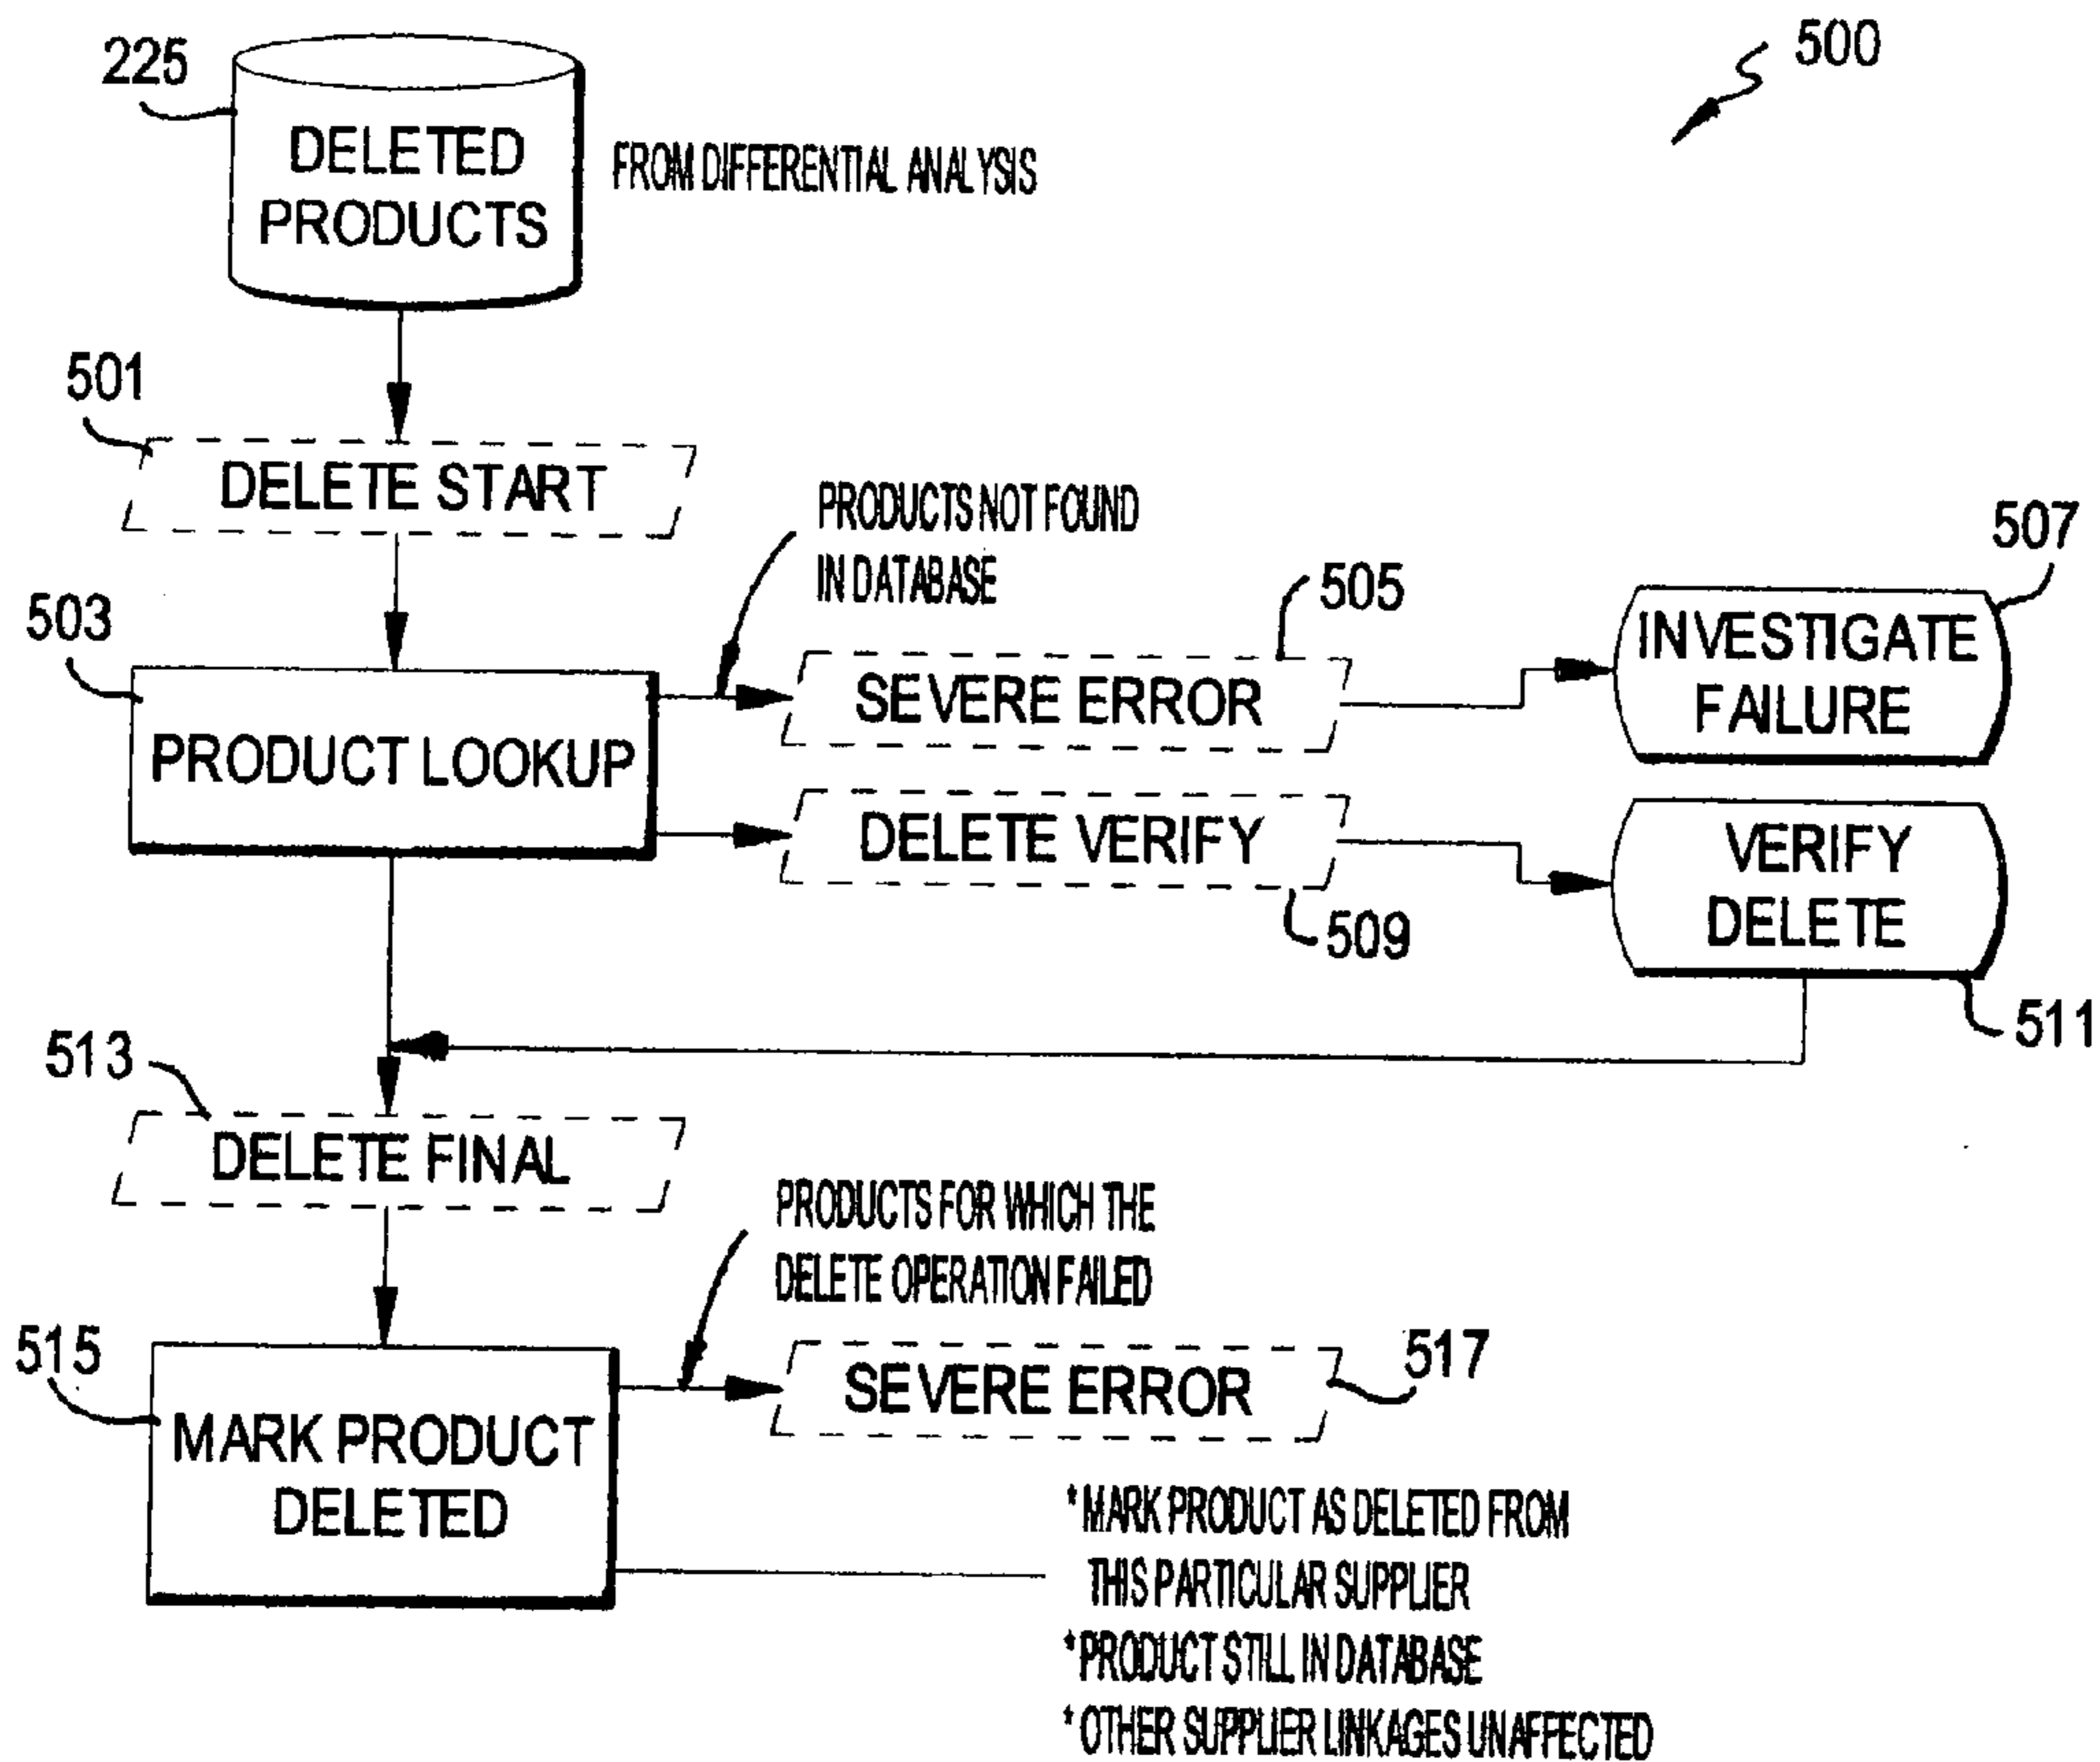 500
225
DELETED
PRODUCTS
FROM DIFFERENTIAL ANALYSIS
501
DELETE START
PRODUCTS NOT FOUND
IN DATABASE
503
PRODUCT LOOKUP
505
SEVERE ERROR
507
INVESTIGATE
FAILURE
DELETE VERIFY
509
VERIFY
DELETE
511
513
DELETE FINAL
PRODUCTS FOR WHICH THE
DELETE OPERATION FAILED
515
MARK PRODUCT
DELETED
SEVERE ERROR
517
*MARK PRODUCT AS DELETED FROM
THIS PARTICULAR SUPPLIER
*PRODUCT STILL IN DATABASE
*OTHER SUPPLIER LINKAGES UNAFFECTED